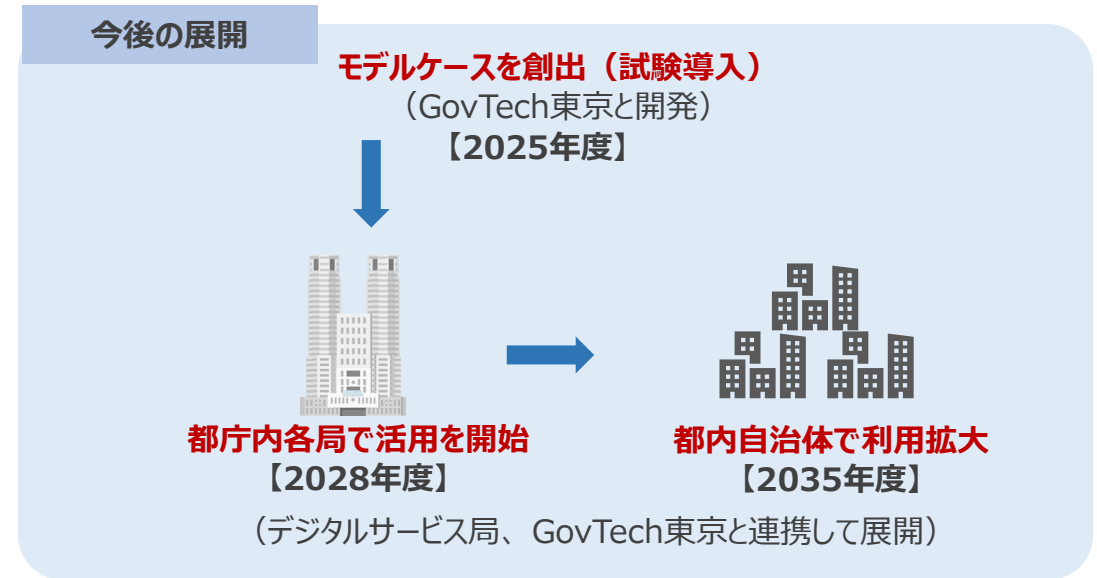 今後の展開
モデルケースを創出（試験導入）
（GovTech東京と開発）
【2025年度】
都庁内各局で活用を開始
【2028年度】
都内自治体で利用拡大
【2035年度】
（デジタルサービス局、GovTech東京と連携して展開）